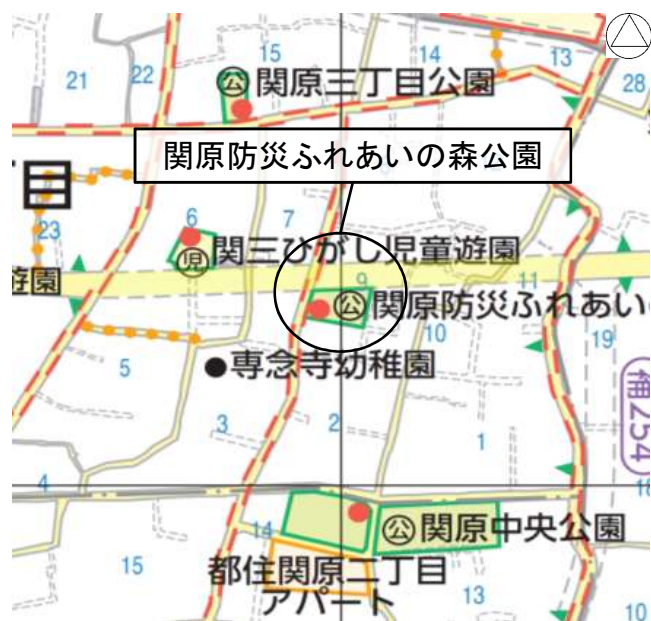 15
14
13
22
21
公 関原三丁目公園
28
関原防災ふれあいの森公園
目
6
7
23
児 関三ひがし児童遊園
遊園
9
11
公 関原防災ふれあい
10
19
5
専念寺幼稚園
補254
3
2
1
4
18
14
公 関原中央公園
15
都住関原二丁目
アパート
13
10